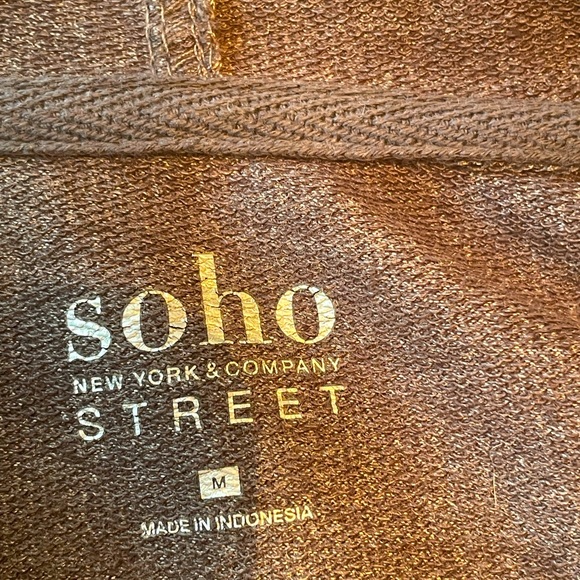 soho
NEW YORK & COMPANY
STREET
M
MADE IN INDONESIA